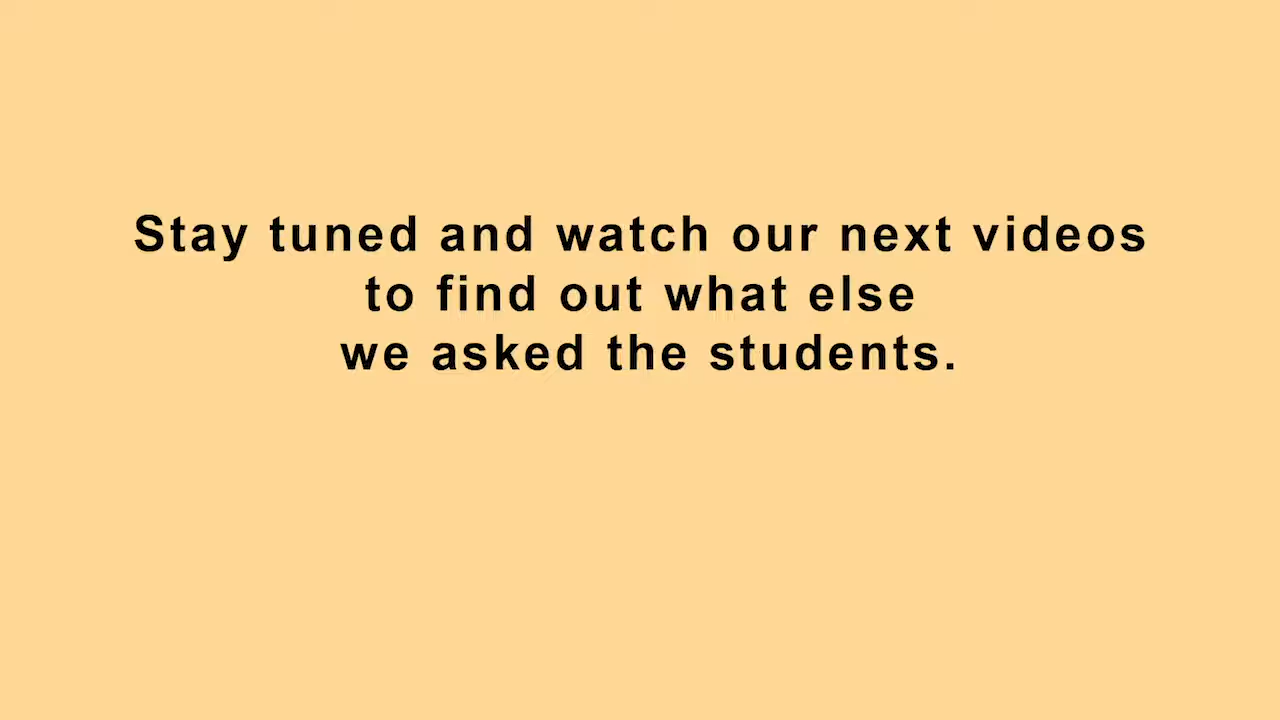 Stay tuned and watch our next videos
to find out what else
we asked the students.